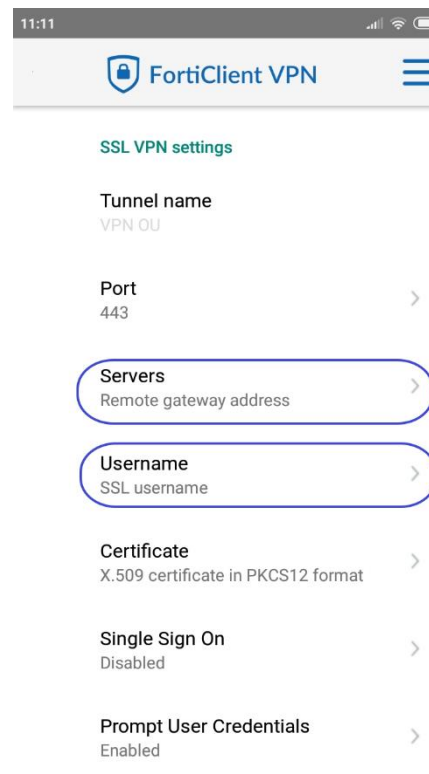 11:11
FortiClient VPN
SSL VPN settings
Tunnel name
VPN OU
Port
443
Servers
Remote gateway address
Username
SSL username
Certificate
X.509 certificate in PKCS12 format
Single Sign On
Disabled
Prompt User Credentials
Enabled